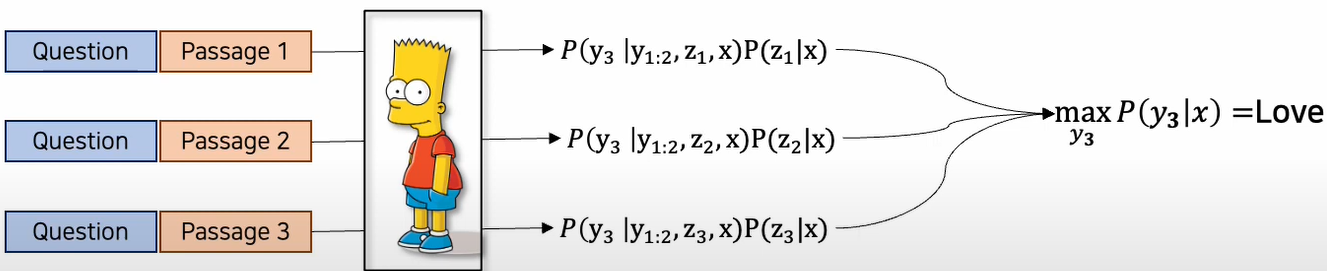 Question Passage 1 P(y₃ |y₁:₂, z₁, x)P(z₁|x)
max P(y₃|x) =Love
y₃
Question Passage 2 P(y₃ |y₁:₂, z₂, x)P(z₂|x)
Question Passage 3 P(y₃ |y₁:₂, z₃, x)P(z₃|x)